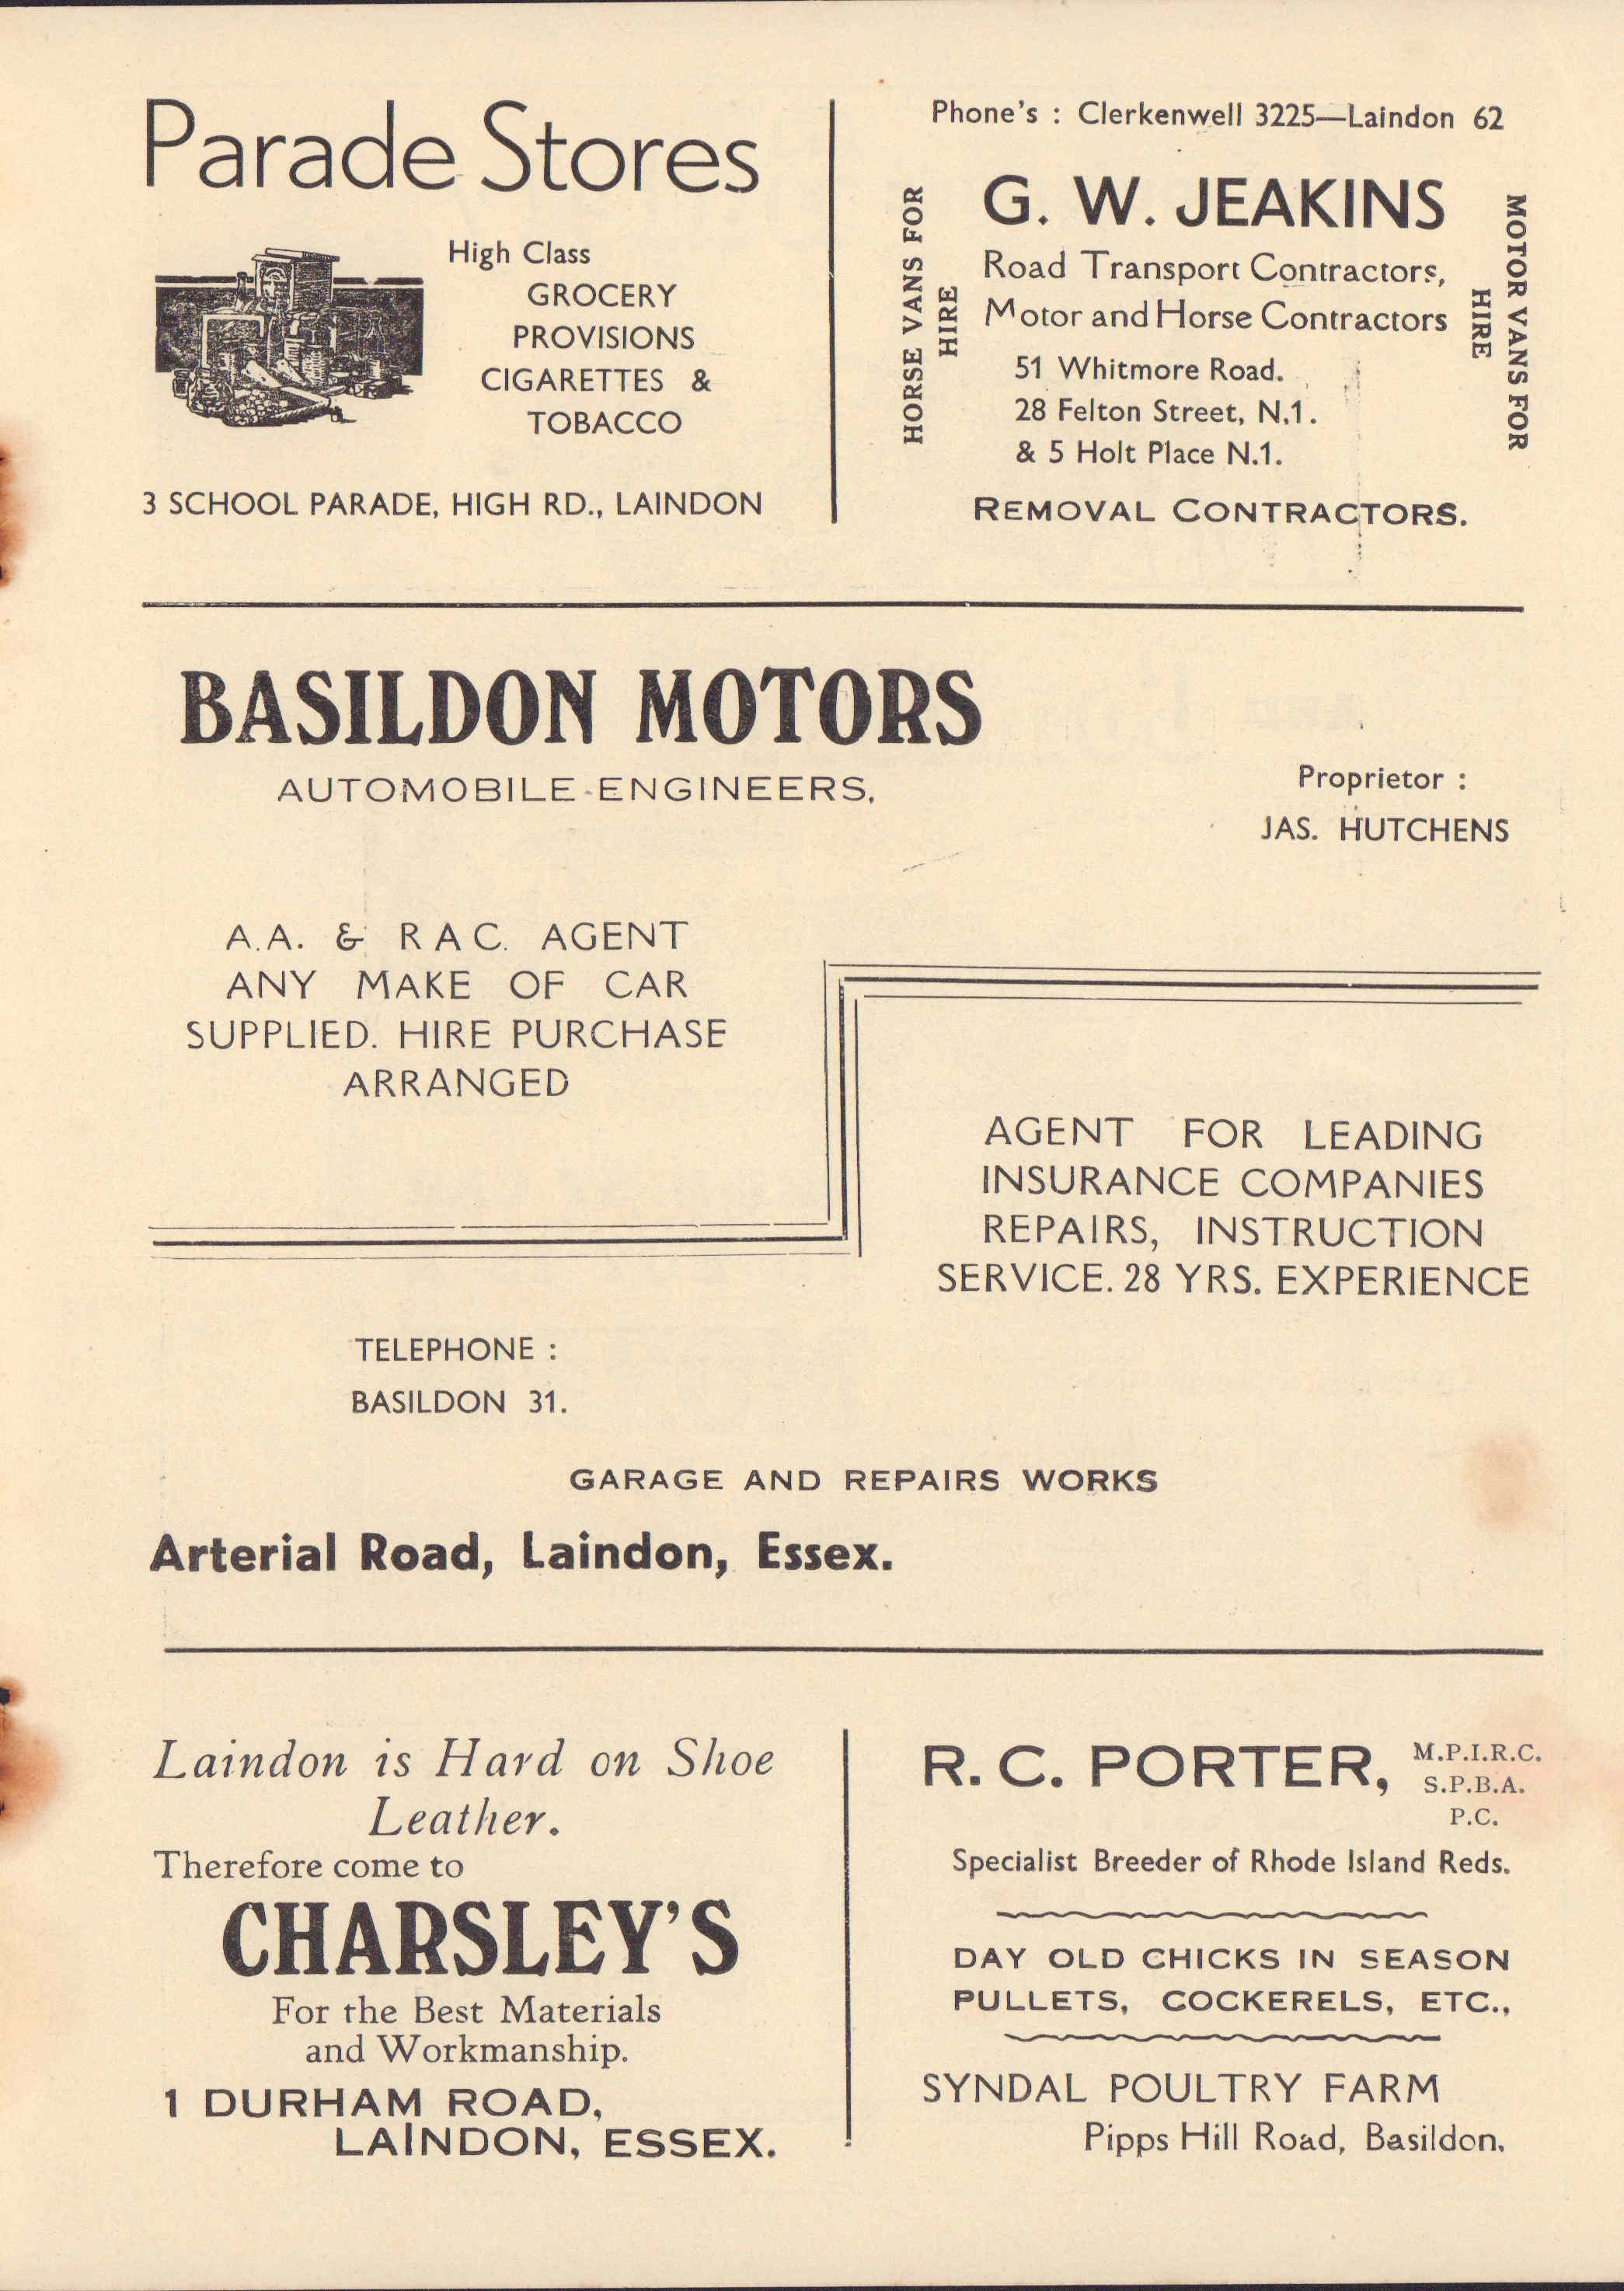 Parade Stores
High Class
GROCERY
PROVISIONS
CIGARETTES &
TOBACCO
3 SCHOOL PARADE, HIGH RD., LAINDON
Phone's : Clerkenwell 3225—Laindon 62
HORSE VANS FOR
HIRE
G. W. JEAKINS
Road Transport Contractors,
Motor and Horse Contractors
51 Whitmore Road.
28 Felton Street, N,1.
& 5 Holt Place N.1.
MOTOR VANS FOR
HIRE
REMOVAL CONTRACTORS.
BASILDON MOTORS
AUTOMOBILE ENGINEERS,
Proprietor :
JAS. HUTCHENS
A.A. & R A C. AGENT
ANY MAKE OF CAR
SUPPLIED. HIRE PURCHASE
ARRANGED
AGENT FOR LEADING
INSURANCE COMPANIES
REPAIRS, INSTRUCTION
SERVICE. 28 YRS. EXPERIENCE
TELEPHONE :
BASILDON 31.
GARAGE AND REPAIRS WORKS
Arterial Road, Laindon, Essex.
Laindon is Hard on Shoe
Leather.
Therefore come to
CHARSLEY'S
For the Best Materials
and Workmanship.
1 DURHAM ROAD,
LAINDON, ESSEX.
R. C. PORTER, M.P.I.R.C.
S.P.B.A.
P.C.
Specialist Breeder of Rhode Island Reds.
DAY OLD CHICKS IN SEASON
PULLETS, COCKERELS, ETC.,
SYNDAL POULTRY FARM
Pipps Hill Road, Basildon.